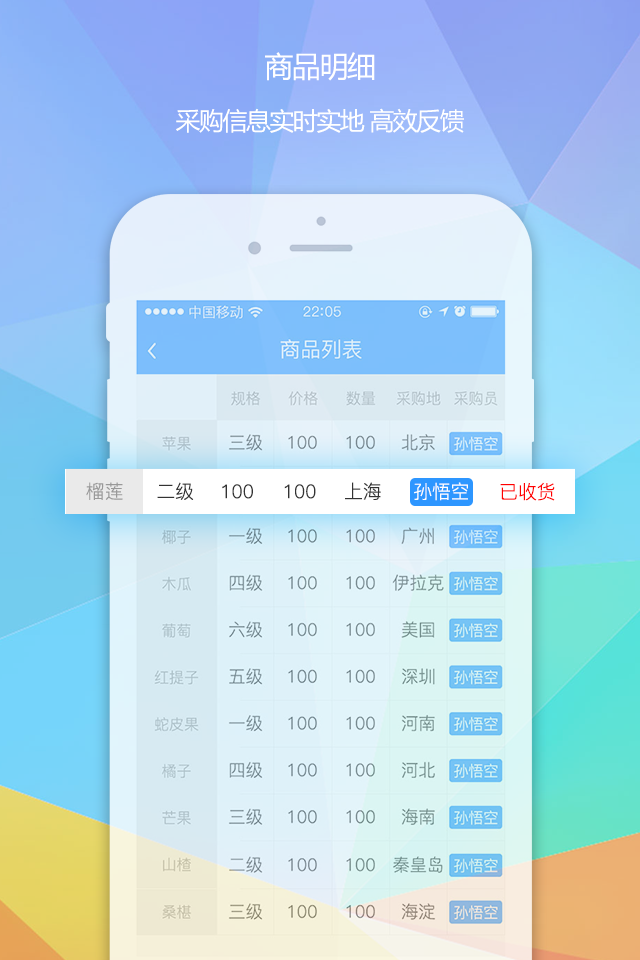 商品明细
采购信息实时实地 高效反馈
中国移动 22:05
商品列表
规格 价格 数量 采购地 采购员
苹果 三级 100 100 北京 孙悟空
榴莲 二级 100 100 上海 孙悟空 已收货
椰子 一级 100 100 广州 孙悟空
木瓜 四级 100 100 伊拉克 孙悟空
葡萄 六级 100 100 美国 孙悟空
红提子 五级 100 100 深圳 孙悟空
蛇皮果 一级 100 100 河南 孙悟空
橘子 四级 100 100 河北 孙悟空
芒果 三级 100 100 海南 孙悟空
山楂 二级 100 100 秦皇岛 孙悟空
桑椹 三级 100 100 海淀 孙悟空